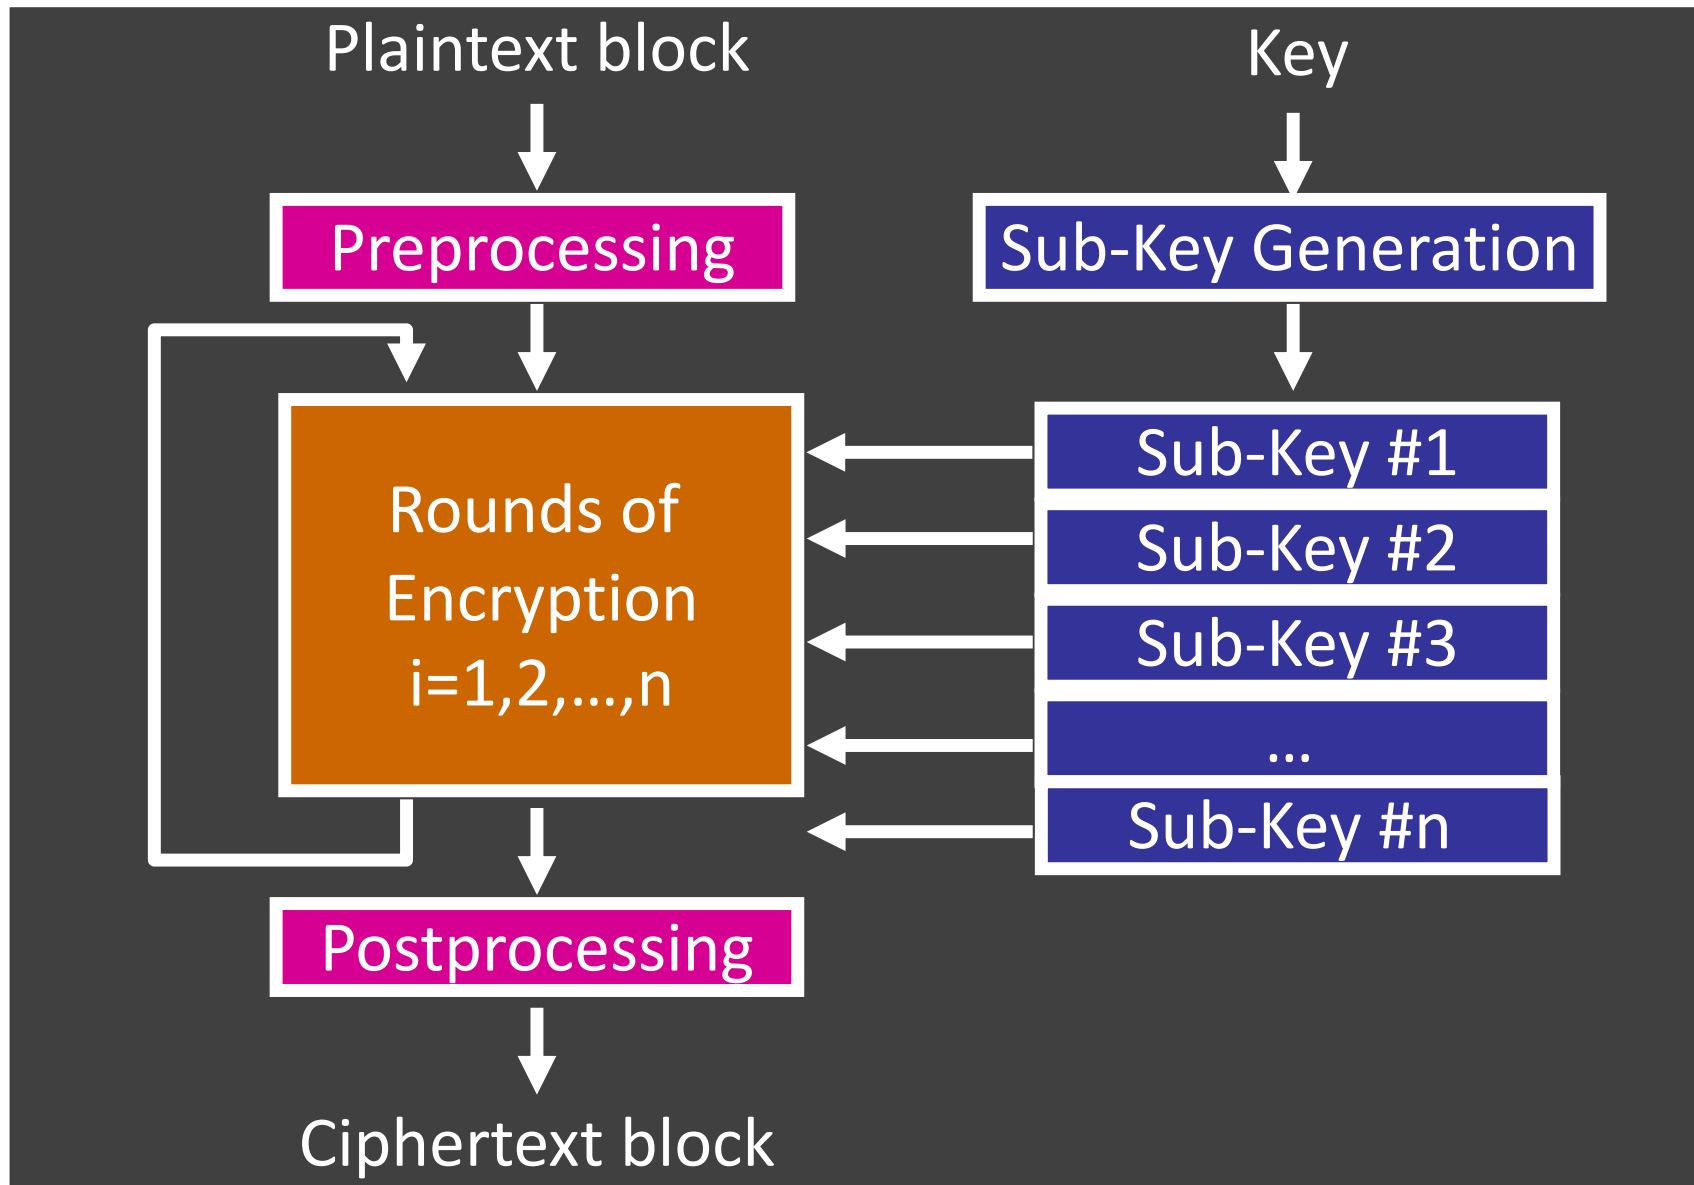 Plaintext block
Key
Preprocessing
Sub-Key Generation
Rounds of
Encryption
i=1,2,...,n
Sub-Key #1
Sub-Key #2
Sub-Key #3
...
Sub-Key #n
Postprocessing
Ciphertext block